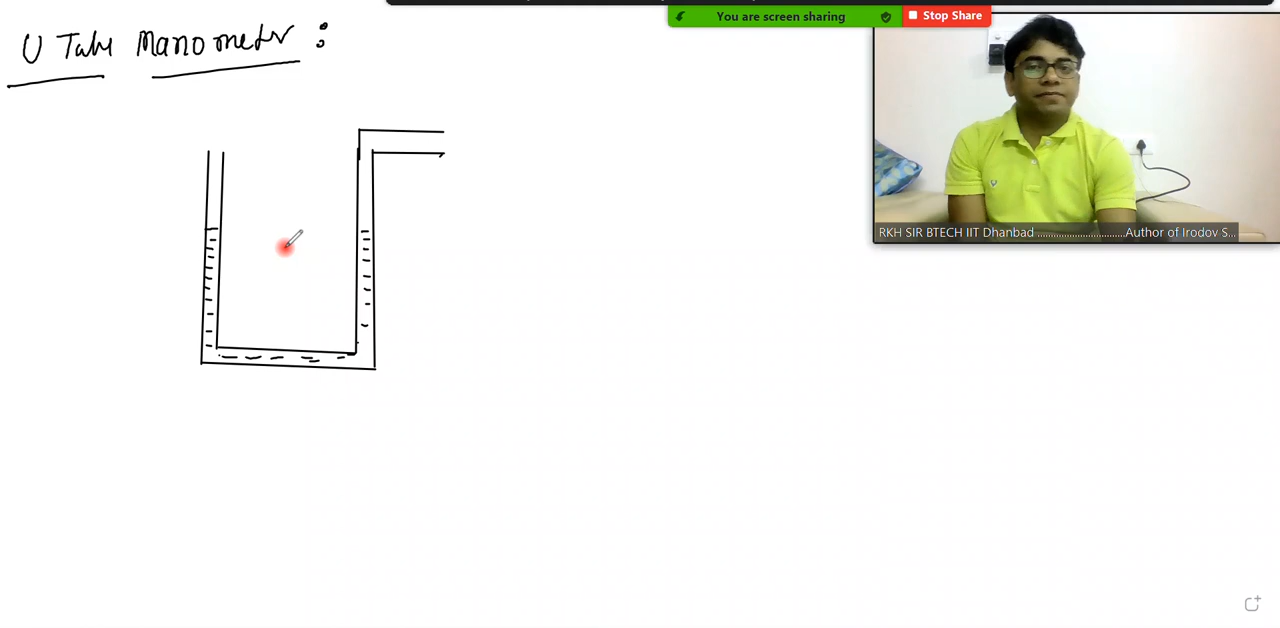 You are screen sharing
Stop Share
U Tube Manometer :
RKH SIR BTECH IIT Dhanbad ................................Author of Irodov S...